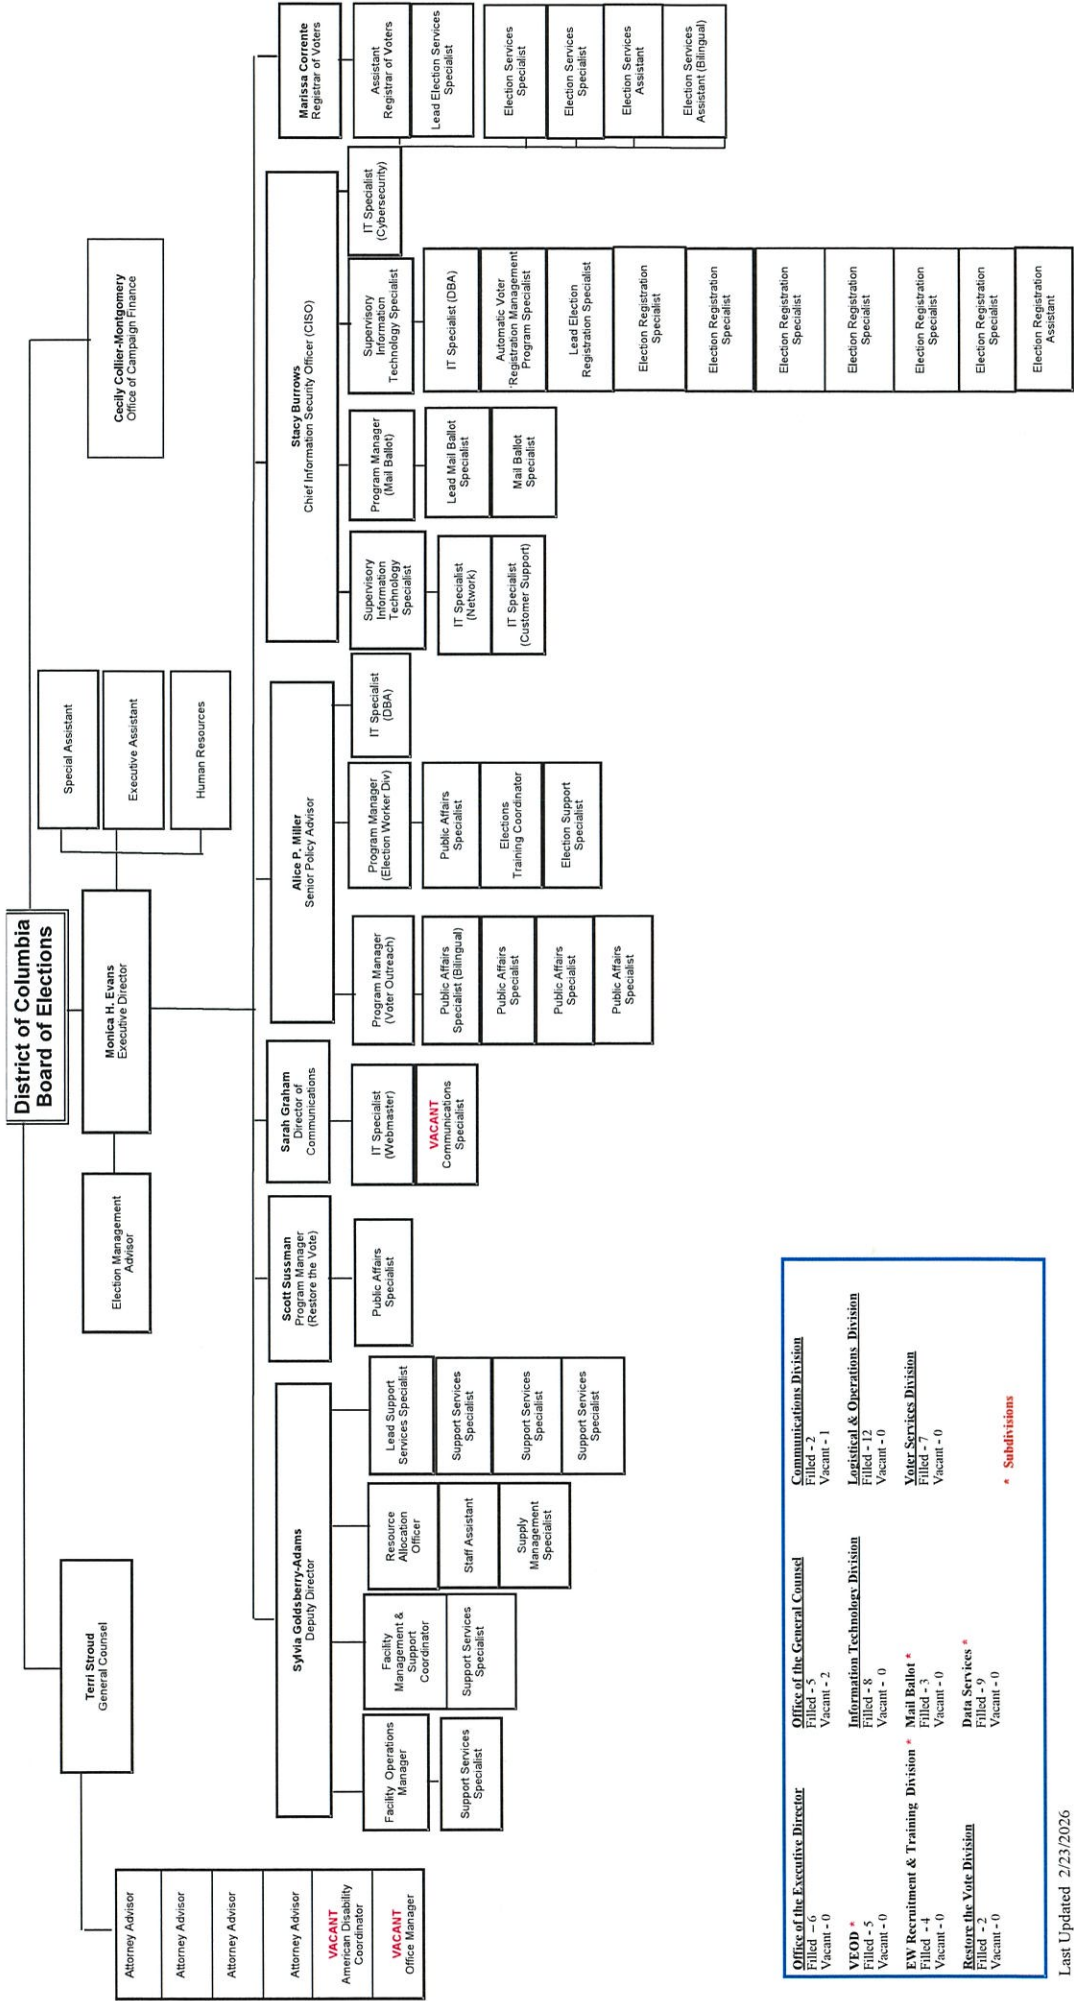 District of Columbia
Board of Elections
Terri Stroud
General Counsel
Election Management
Advisor
Monica H. Evans
Executive Director
Special Assistant
Executive Assistant
Human Resources
Cecily Collier-Montgomery
Office of Campaign Finance
Attorney Advisor
Attorney Advisor
Attorney Advisor
Attorney Advisor
VACANT
American Disability
Coordinator
VACANT
Office Manager
Sylvia Goldsberry-Adams
Deputy Director
Facility Operations
Manager
Support Services
Specialist
Facility
Management &
Support
Coordinator
Support Services
Specialist
Resource
Allocation
Officer
Staff Assistant
Supply
Management
Specialist
Lead Support
Services Specialist
Support Services
Specialist
Support Services
Specialist
Support Services
Specialist
Scott Sussman
Program Manager
(Restore the Vote)
Public Affairs
Specialist
Sarah Graham
Director of
Communications
IT Specialist
(Webmaster)
VACANT
Communications
Specialist
Alice P. Miller
Senior Policy Advisor
Program Manager
(Voter Outreach)
Public Affairs
Specialist (Bilingual)
Public Affairs
Specialist
Public Affairs
Specialist
Public Affairs
Specialist
Program Manager
(Election Worker Div)
Public Affairs
Specialist
Elections
Training Coordinator
Election Support
Specialist
IT Specialist
(DBA)
Stacy Burrows
Chief Information Security Officer (CISO)
Supervisory
Information
Technology
Specialist
IT Specialist
(Network)
IT Specialist
(Customer Support)
Program Manager
(Mail Ballot)
Lead Mail Ballot
Specialist
Mail Ballot
Specialist
Supervisory
Information
Technology Specialist
IT Specialist (DBA)
Automatic Voter
Registration Management
Program Specialist
Lead Election
Registration Specialist
Election Registration
Specialist
Election Registration
Specialist
Election Registration
Specialist
Election Registration
Specialist
Election Registration
Specialist
Election Registration
Specialist
Election Registration
Assistant
IT Specialist
(Cybersecurity)
Marissa Corrente
Registrar of Voters
Assistant
Registrar of Voters
Lead Election Services
Specialist
Election Services
Specialist
Election Services
Specialist
Election Services
Assistant
Election Services
Assistant (Bilingual)
Office of the Executive Director
Filled – 6
Vacant - 0
Office of the General Counsel
Filled - 5
Vacant - 2
Communications Division
Filled - 2
Vacant - 1
VEOD *
Filled - 5
Vacant - 0
Information Technology Division
Filled - 8
Vacant - 0
Logistical & Operations Division
Filled - 12
Vacant - 0
EW Recruitment & Training Division *
Filled - 4
Vacant - 0
Mail Ballot *
Filled - 3
Vacant - 0
Voter Services Division
Filled - 7
Vacant - 0
Restore the Vote Division
Filled - 2
Vacant - 0
Data Services *
Filled - 9
Vacant - 0
* Subdivisions
Last Updated 2/23/2026